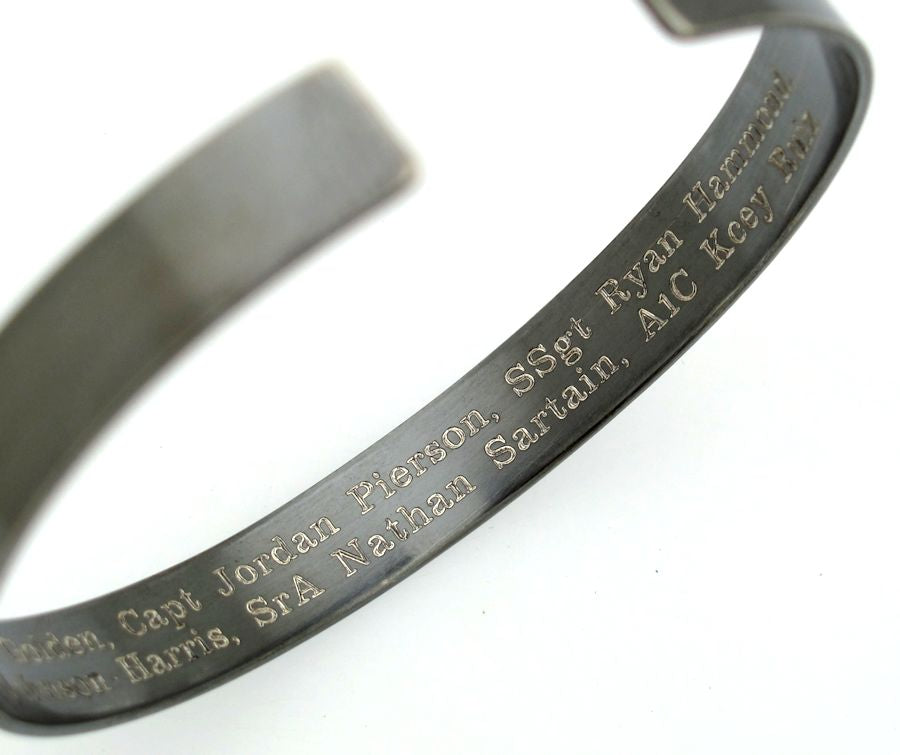 Golden, Capt Jordan Pierson, SSgt Ryan Hammond
Harris, SrA Nathan Sartain, A1C Kcey Ruiz